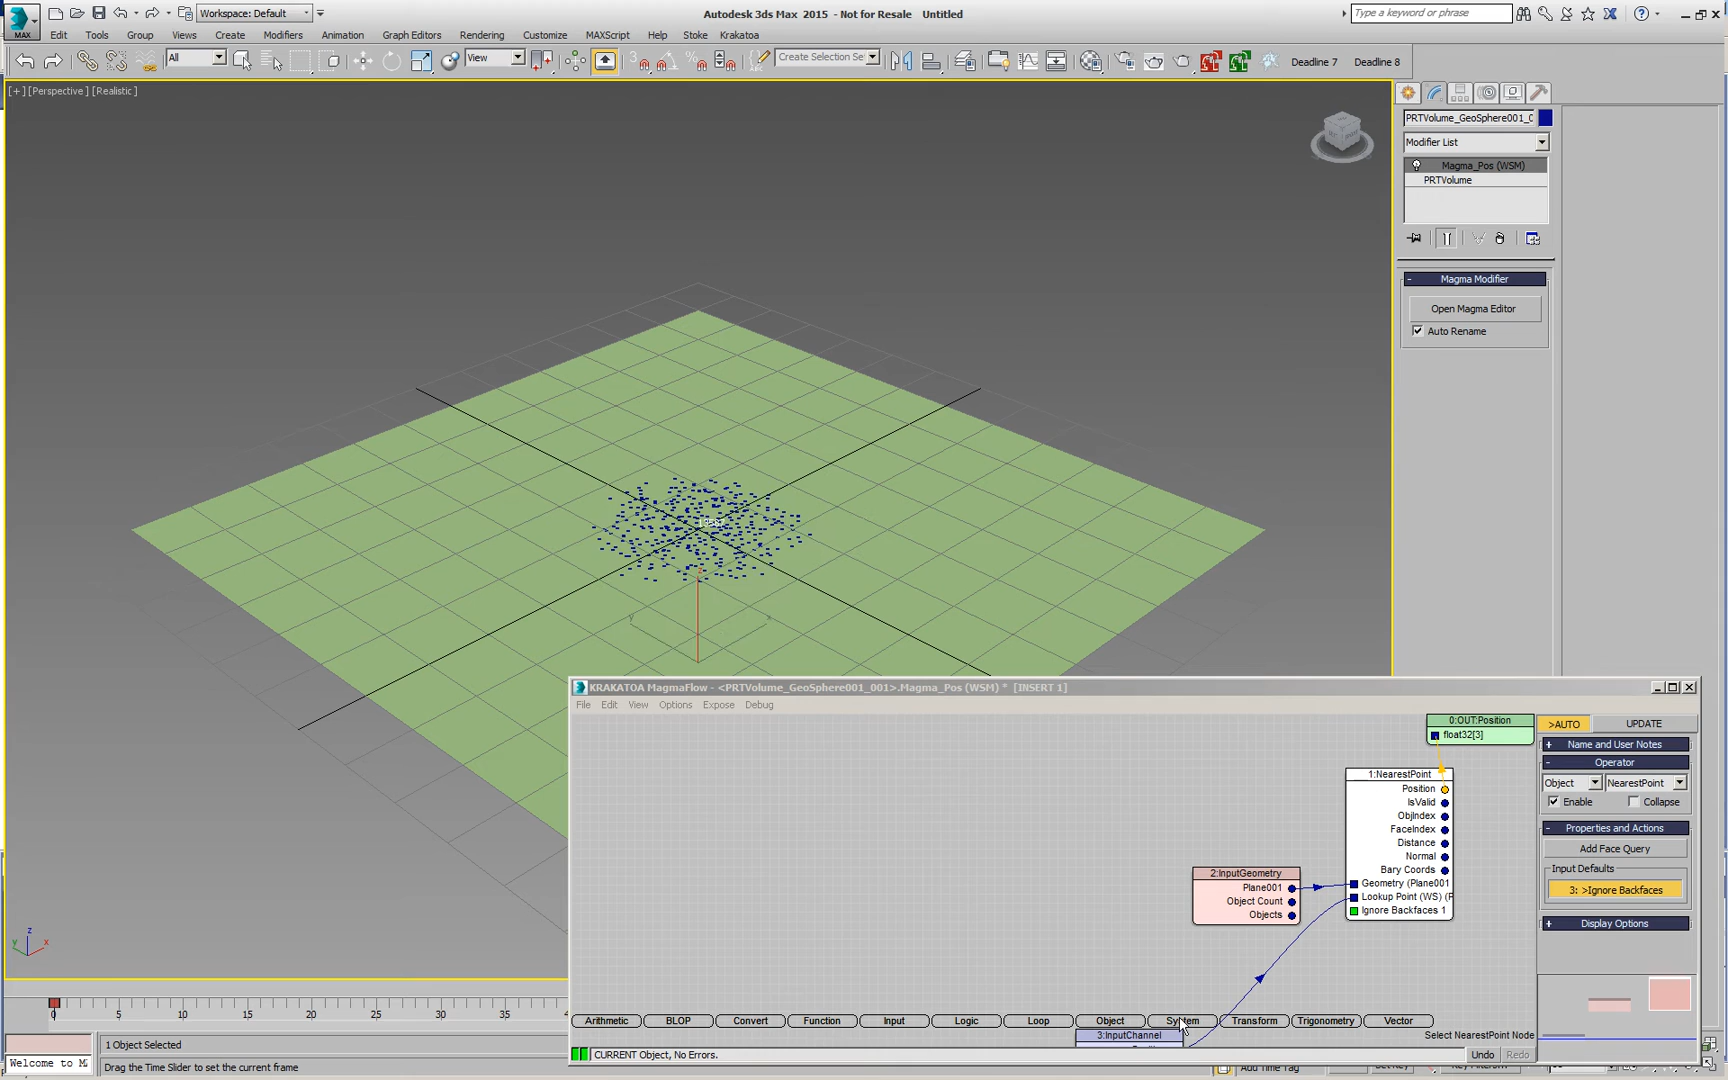 Workspace: Default
Autodesk 3ds Max 2015 - Not for Resale Untitled
Type a keyword or phrase
MAX
Edit Tools Group Views Create Modifiers Animation Graph Editors Rendering Customize MAXScript Help Stoke Krakatoa
All
View
3
Create Selection Se
Deadline 7 Deadline 8
[+] [Perspective] [Realistic]
PRTVolume_GeoSphere001_0
Modifier List
Magma_Pos (WSM)
PRTVolume
- Magma Modifier
Open Magma Editor
Auto Rename
z
y
x
z
y
x
KRAKATOA MagmaFlow - <PRTVolume_GeoSphere001_001>.Magma_Pos (WSM) * [INSERT 1]
File Edit View Options Expose Debug
0:OUT:Position
float32[3]
>AUTO UPDATE
+ Name and User Notes
- Operator
Object NearestPoint
Enable Collapse
- Properties and Actions
Add Face Query
Input Defaults
3: >Ignore Backfaces
+ Display Options
1:NearestPoint
Position
IsValid
ObjIndex
FaceIndex
Distance
Normal
Bary Coords
Geometry (Plane001
Lookup Point (WS) (F
Ignore Backfaces 1
2:InputGeometry
Plane001
Object Count
Objects
Arithmetic BLOP Convert Function Input Logic Loop Object System Transform Trigonometry Vector
3:InputChannel
Select NearestPoint Node
CURRENT Object, No Errors.
Undo Redo
0 5 10 15 20 25 30 35 40
1 Object Selected
Welcome to M
Drag the Time Slider to set the current frame
Add Time Tag